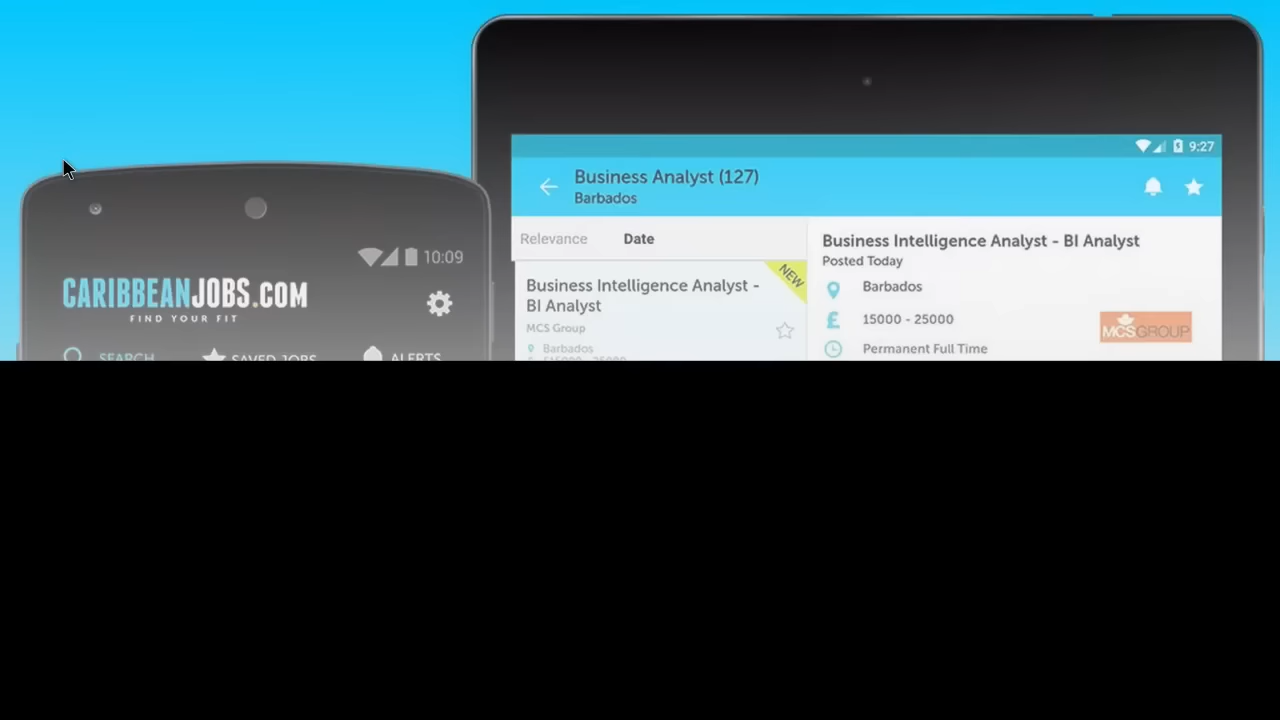 10:09
CARIBBEANJOBS.COM
FIND YOUR FIT
SEARCH
SAVED JOBS
ALERTS
9:27
Business Analyst (127)
Barbados
Relevance
Date
Business Intelligence Analyst -
BI Analyst
NEW
MCS Group
Barbados
Business Intelligence Analyst - BI Analyst
Posted Today
Barbados
£ 15000 - 25000
MCSGROUP
Permanent Full Time